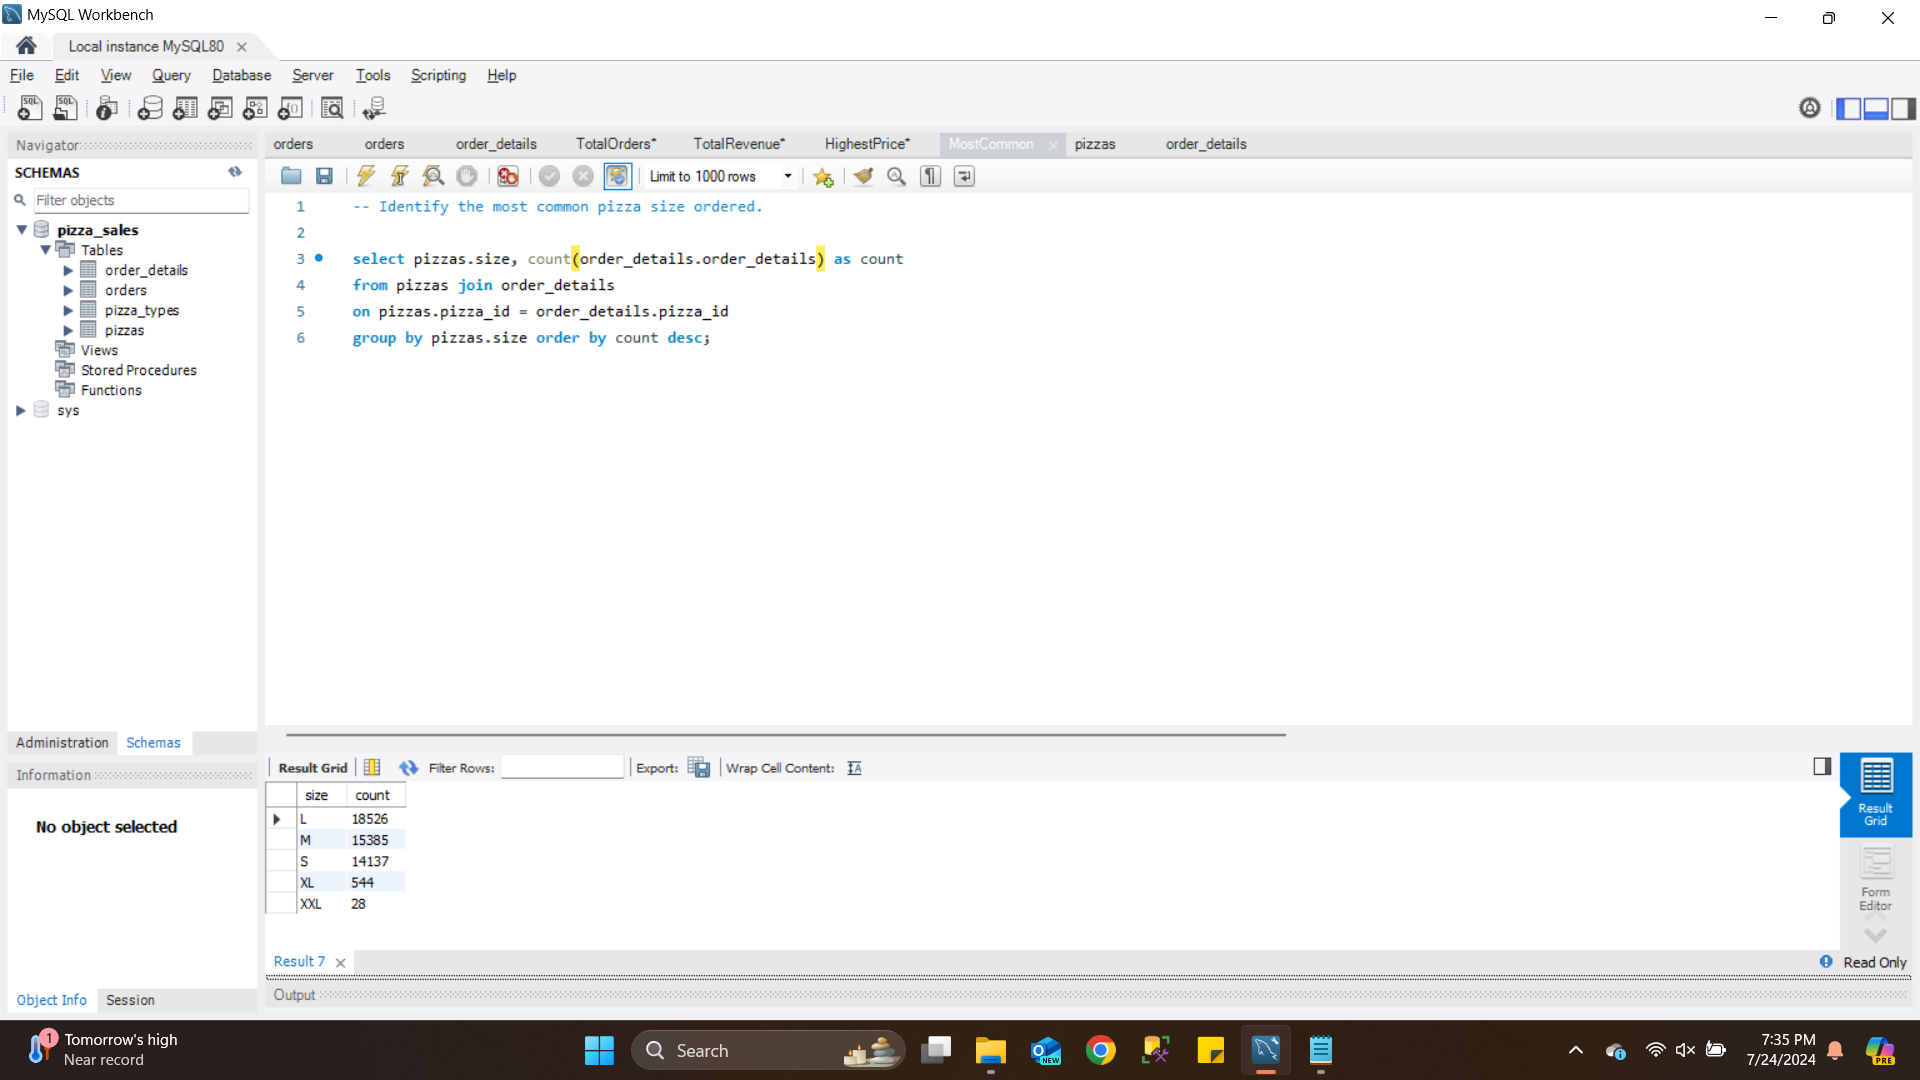 MySQL Workbench
Local instance MySQL80
File Edit View Query Database Server Tools Scripting Help
Navigator
SCHEMAS
Filter objects
pizza_sales
Tables
order_details
orders
pizza_types
pizzas
Views
Stored Procedures
Functions
sys
Administration Schemas
Information
No object selected
Object Info Session
orders orders order_details TotalOrders* TotalRevenue* HighestPrice* MostCommon pizzas order_details
Limit to 1000 rows
1 -- Identify the most common pizza size ordered.
2
3 select pizzas.size, count(order_details.order_details) as count
4 from pizzas join order_details
5 on pizzas.pizza_id = order_details.pizza_id
6 group by pizzas.size order by count desc;
Result Grid Filter Rows: Export: Wrap Cell Content:
size count
L 18526
M 15385
S 14137
XL 544
XXL 28
Result Grid
Form Editor
Result 7
Read Only
Output
1
Tomorrow's high
Near record
Search
NEW
7:35 PM
7/24/2024
PRE